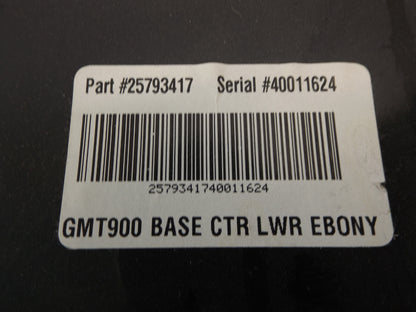 Part #25793417 Serial #40011624
2579341740011624
GMT900 BASE CTR LWR EBONY